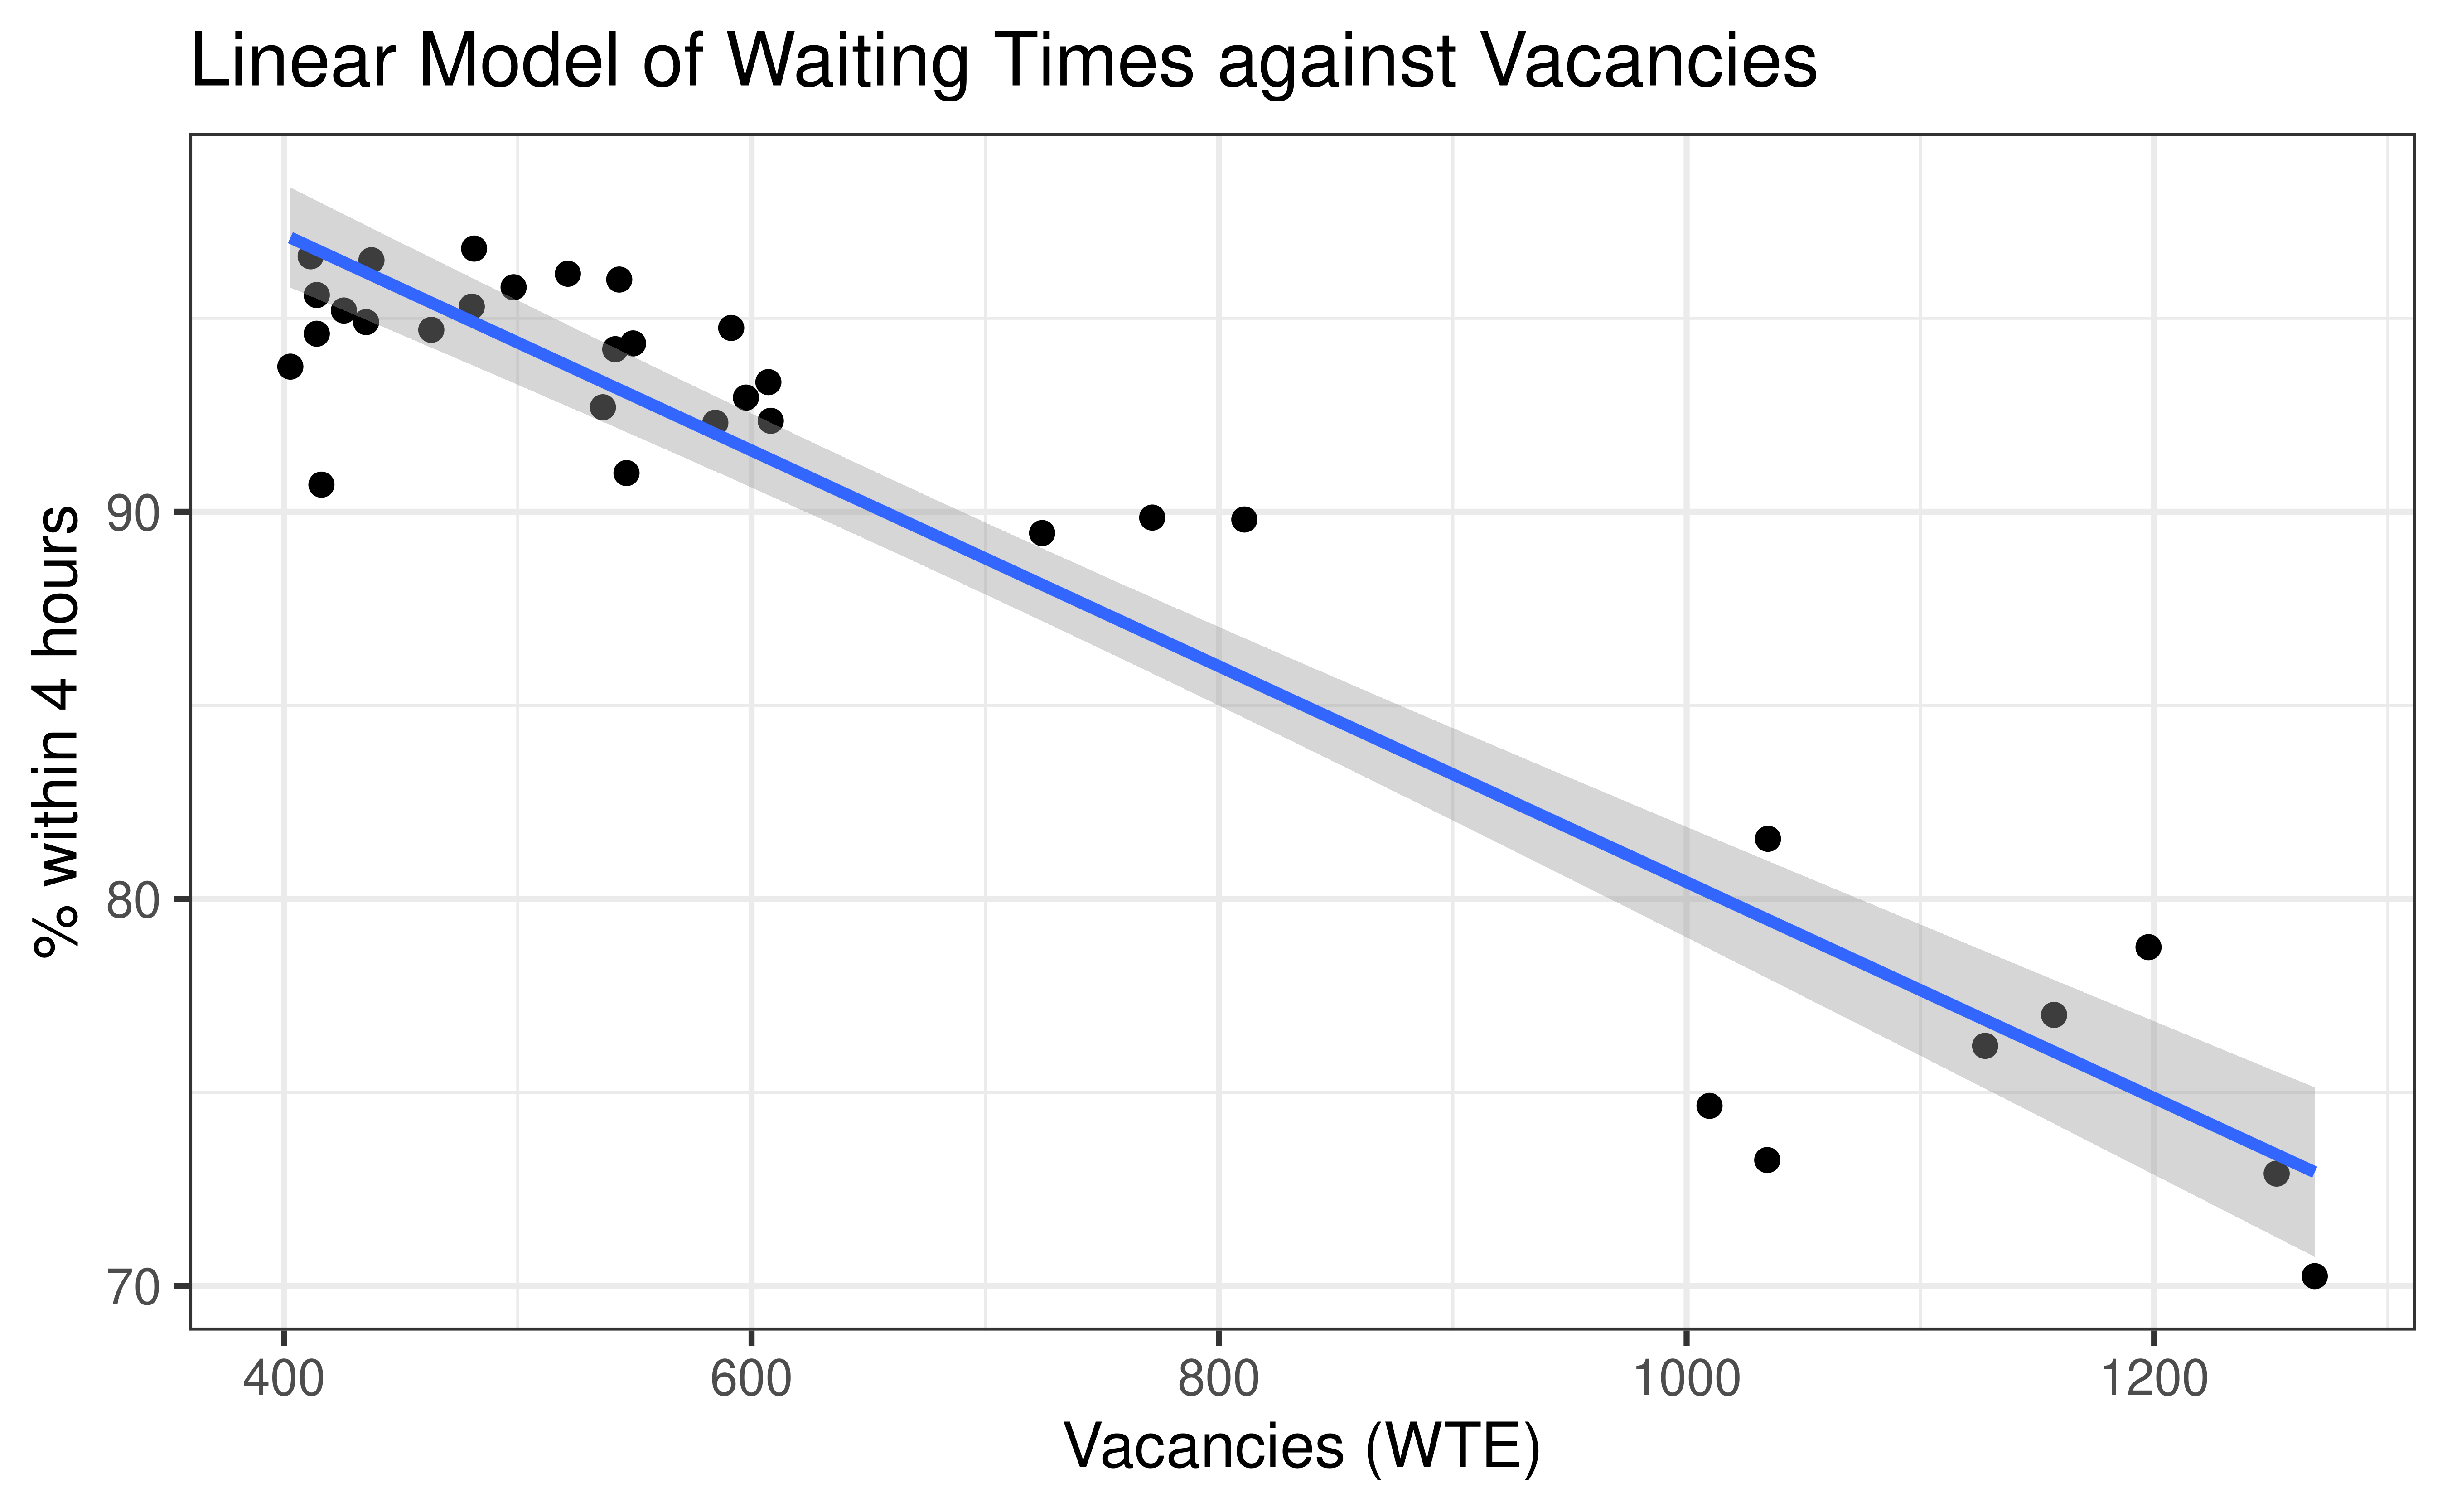 Linear Model of Waiting Times against Vacancies
% within 4 hours
90
80
70
400 600 800 1000 1200
Vacancies (WTE)